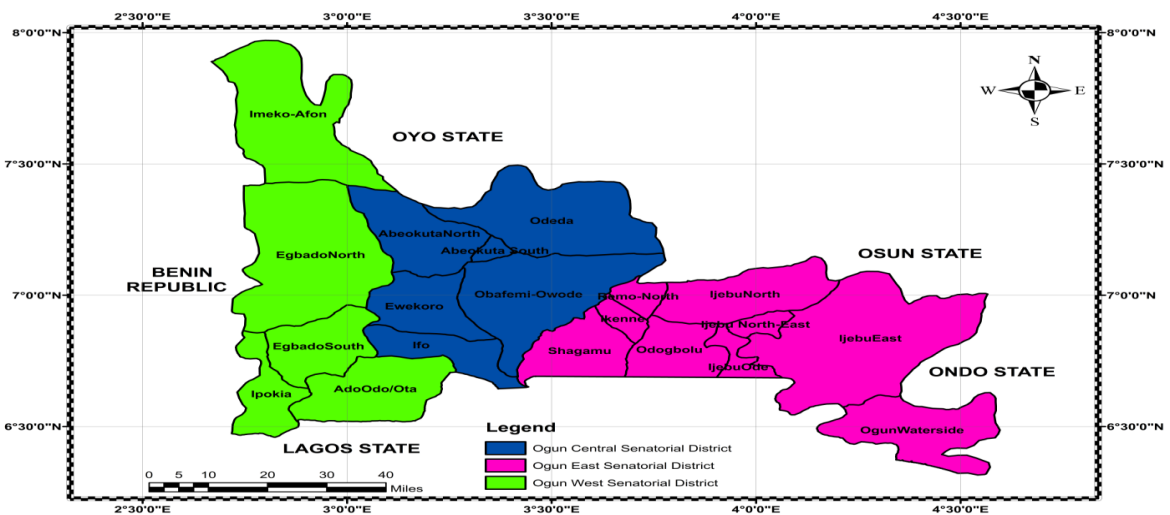 2°30'0"E 3°0'0"E 3°30'0"E 4°0'0"E 4°30'0"E
8°0'0"N 8°0'0"N
N
W E
S
Imeko-Afon
OYO STATE
7°30'0"N 7°30'0"N
Odeda
AbeokutaNorth
Abeokuta South
EgbadoNorth
OSUN STATE
BENIN
REPUBLIC
7°0'0"N 7°0'0"N
Obafemi-Owode
Remo-North
IjebuNorth
Ewekoro
Ikenne
Ijebu North-East
IjebuEast
EgbadoSouth
Ifo
Shagamu
Odogbolu
IjebuOde
ONDO STATE
AdoOdo/Ota
Ipokia
6°30'0"N 6°30'0"N
OgunWaterside
LAGOS STATE
Legend
Ogun Central Senatorial District
Ogun East Senatorial District
Ogun West Senatorial District
0 5 10 20 30 40
Miles
2°30'0"E 3°0'0"E 3°30'0"E 4°0'0"E 4°30'0"E